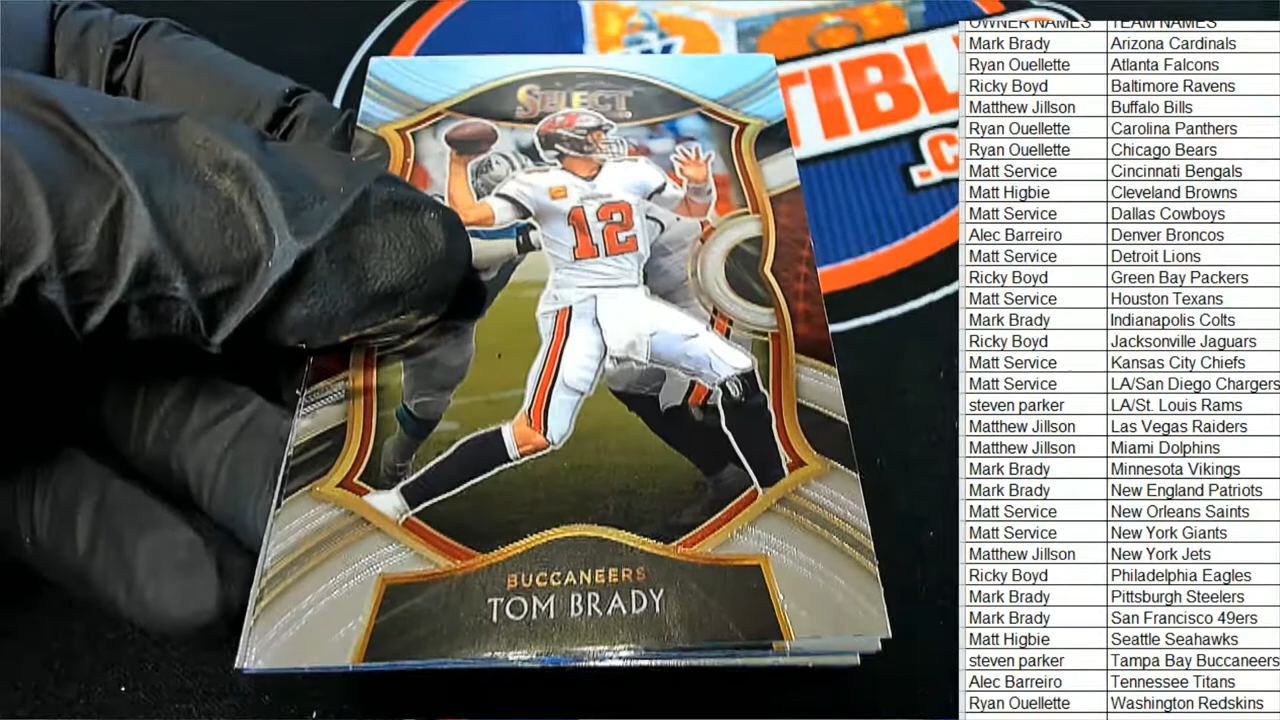 SELECT
12
BUCCANEERS
TOM BRADY
TIBL
.C
OWNER NAMES TEAM NAMES
Mark Brady Arizona Cardinals
Ryan Ouellette Atlanta Falcons
Ricky Boyd Baltimore Ravens
Matthew Jillson Buffalo Bills
Ryan Ouellette Carolina Panthers
Ryan Ouellette Chicago Bears
Matt Service Cincinnati Bengals
Matt Higbie Cleveland Browns
Matt Service Dallas Cowboys
Alec Barreiro Denver Broncos
Matt Service Detroit Lions
Ricky Boyd Green Bay Packers
Matt Service Houston Texans
Mark Brady Indianapolis Colts
Ricky Boyd Jacksonville Jaguars
Matt Service Kansas City Chiefs
Matt Service LA/San Diego Chargers
steven parker LA/St. Louis Rams
Matthew Jillson Las Vegas Raiders
Matthew Jillson Miami Dolphins
Mark Brady Minnesota Vikings
Mark Brady New England Patriots
Matt Service New Orleans Saints
Matt Service New York Giants
Matthew Jillson New York Jets
Ricky Boyd Philadelphia Eagles
Mark Brady Pittsburgh Steelers
Mark Brady San Francisco 49ers
Matt Higbie Seattle Seahawks
steven parker Tampa Bay Buccaneers
Alec Barreiro Tennessee Titans
Ryan Ouellette Washington Redskins